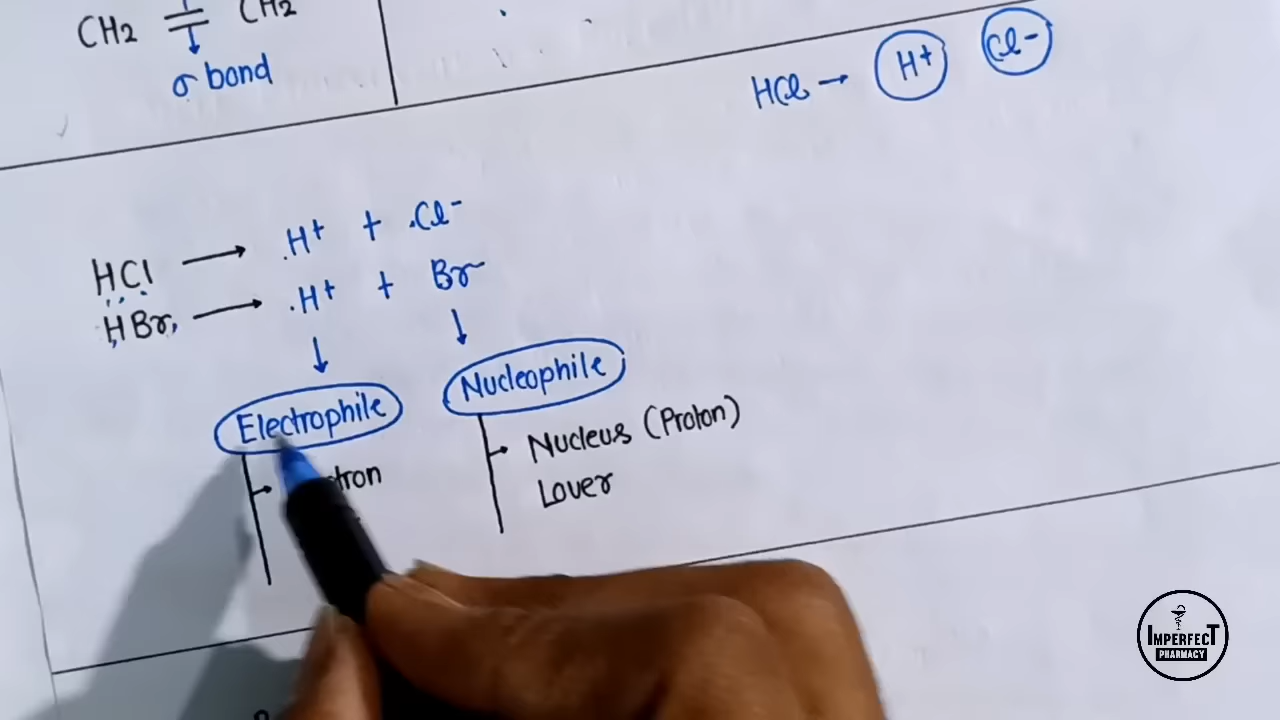 CH2 = CH2
σ bond
HCl → H+ Cl-
HCl → H+ + Cl-
HBr → H+ + Br-
Electrophile
Nucleophile
Nucleus (Proton)
Lover
IMPERFECT
PHARMACY